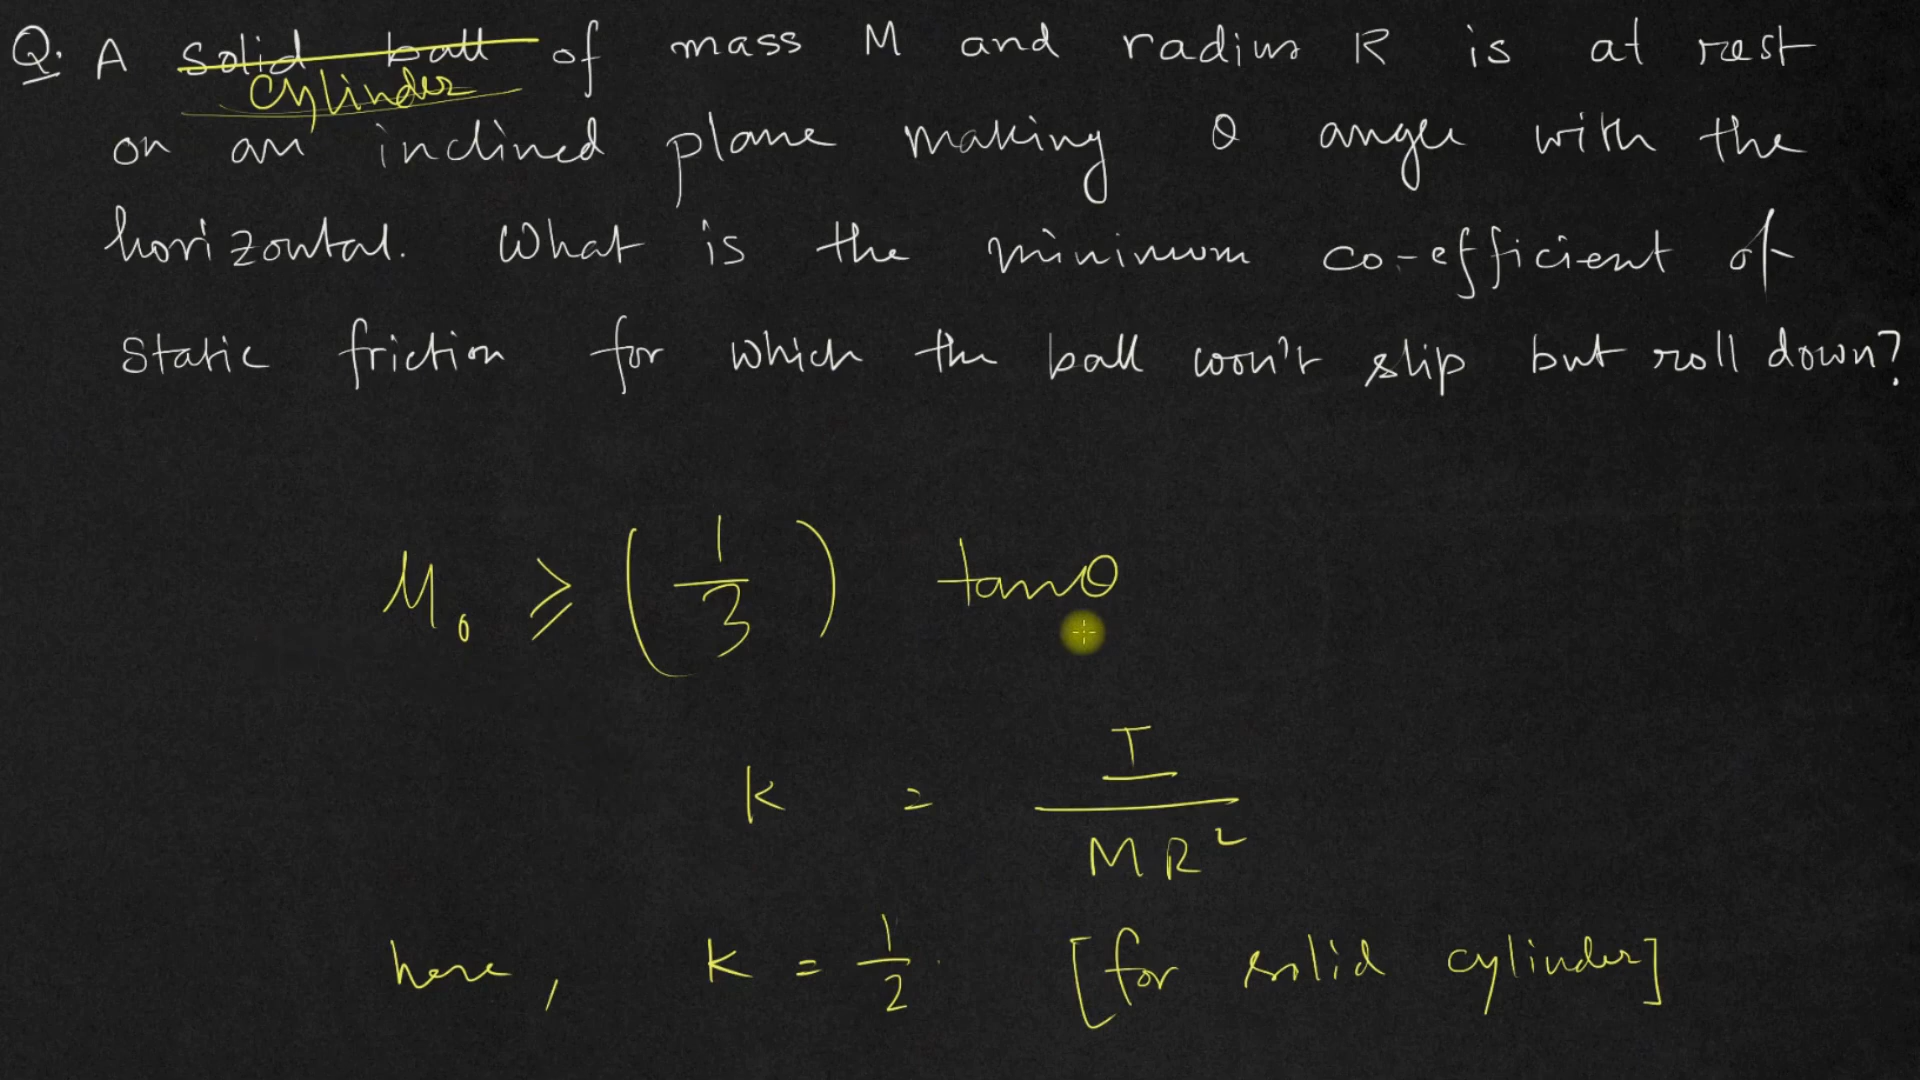 Q. A solid ball of mass M and radius R is at rest
cylinder
on an inclined plane making θ angle with the
horizontal. What is the minimum co-efficient of
static friction for which the ball won't slip but roll down?
μ₀ ⩾ (1/3) tanθ
K = I / MR²
here, K = 1/2 [for solid cylinder]